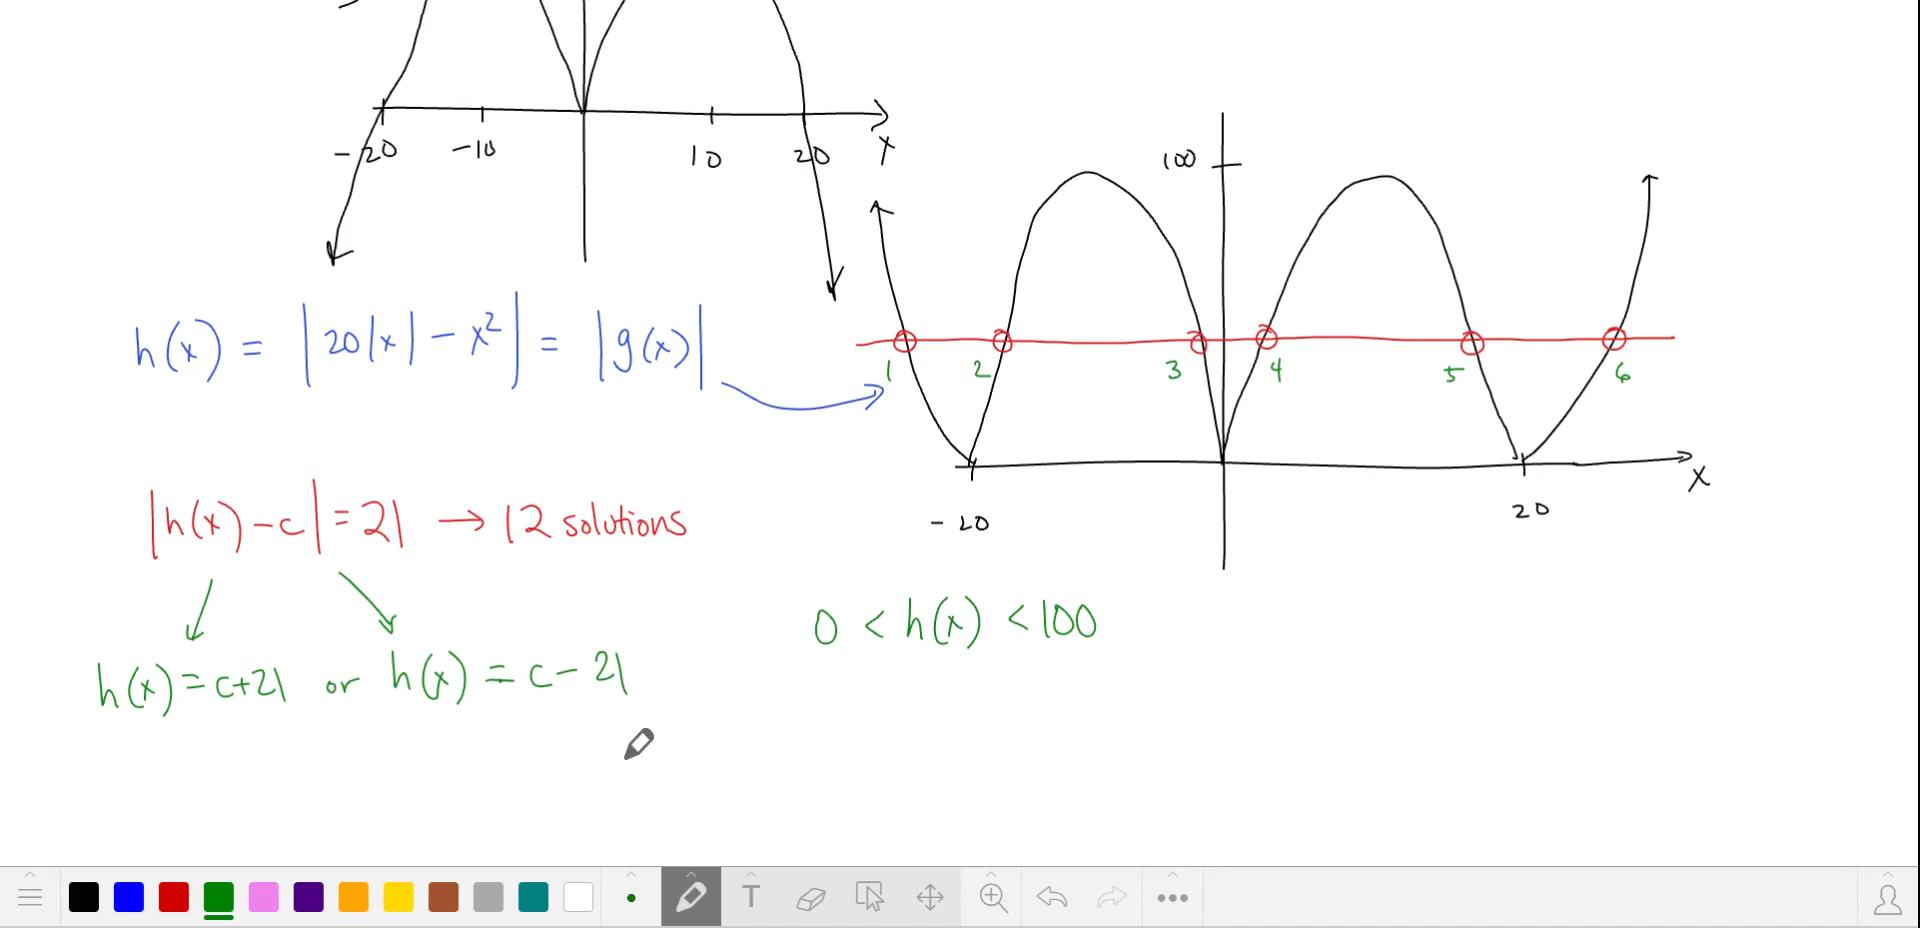 -20 -10 10 20 x
100
h(x) = |20|x| - x²| = |g(x)|
1 2 3 4 5 6
x
-20 20
|h(x) - c| = 21 → 12 solutions
0 < h(x) < 100
h(x) = c+21 or h(x) = c - 21
T